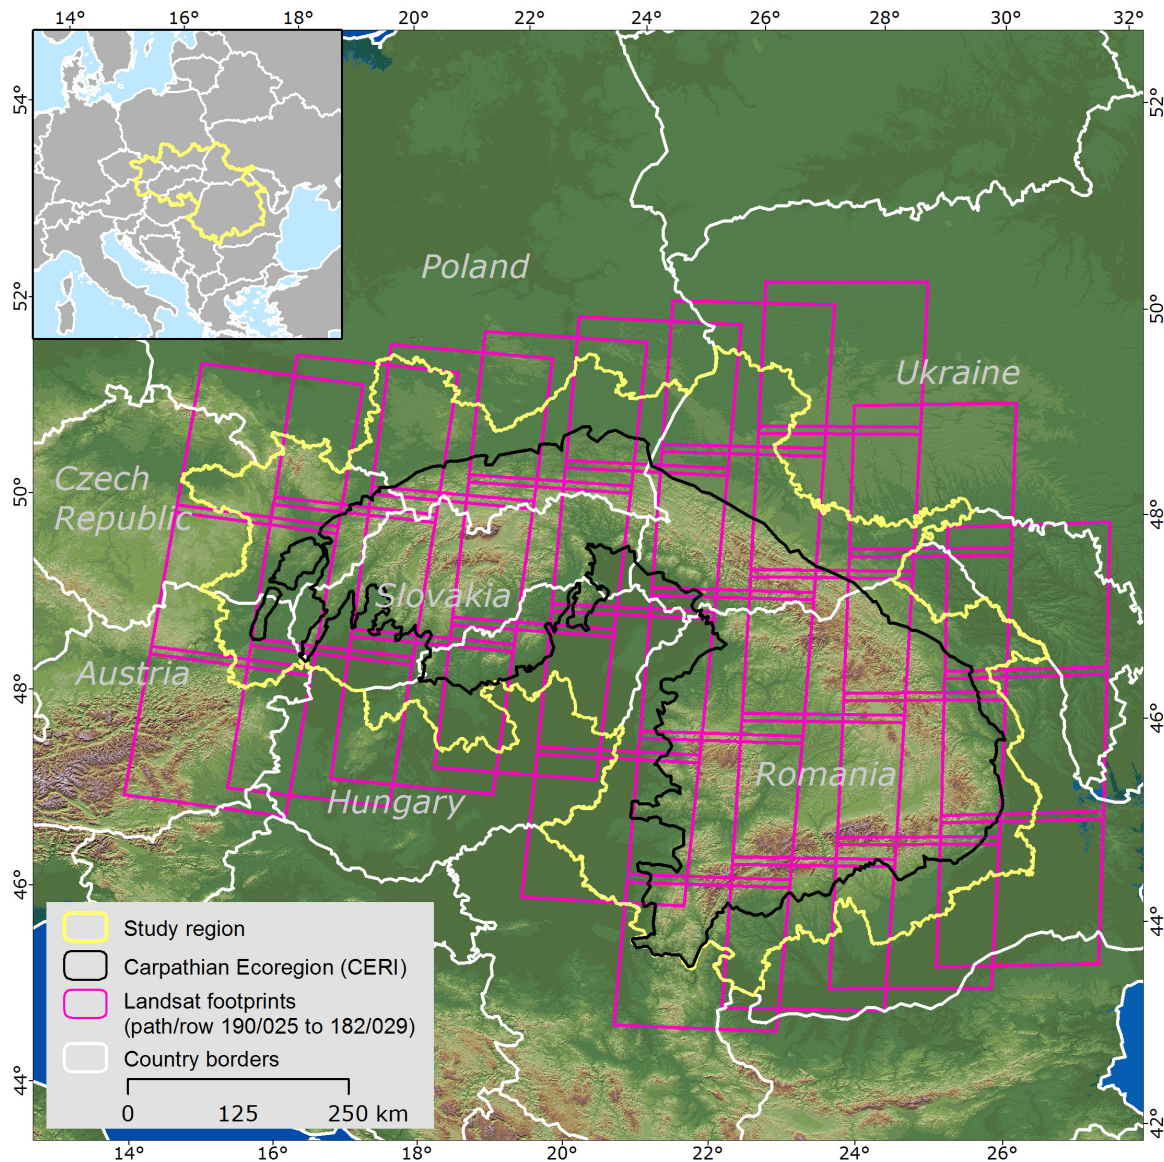 14° 16° 18° 20° 22° 24° 26° 28° 30° 32°
54°
52°
52°
Poland
50°
Ukraine
Czech
Republic
50°
48°
Slovakia
Austria
48°
46°
Romania
Hungary
46°
44°
Study region
Carpathian Ecoregion (CERI)
Landsat footprints
(path/row 190/025 to 182/029)
Country borders
0 125 250 km
44°
42°
14° 16° 18° 20° 22° 24° 26°